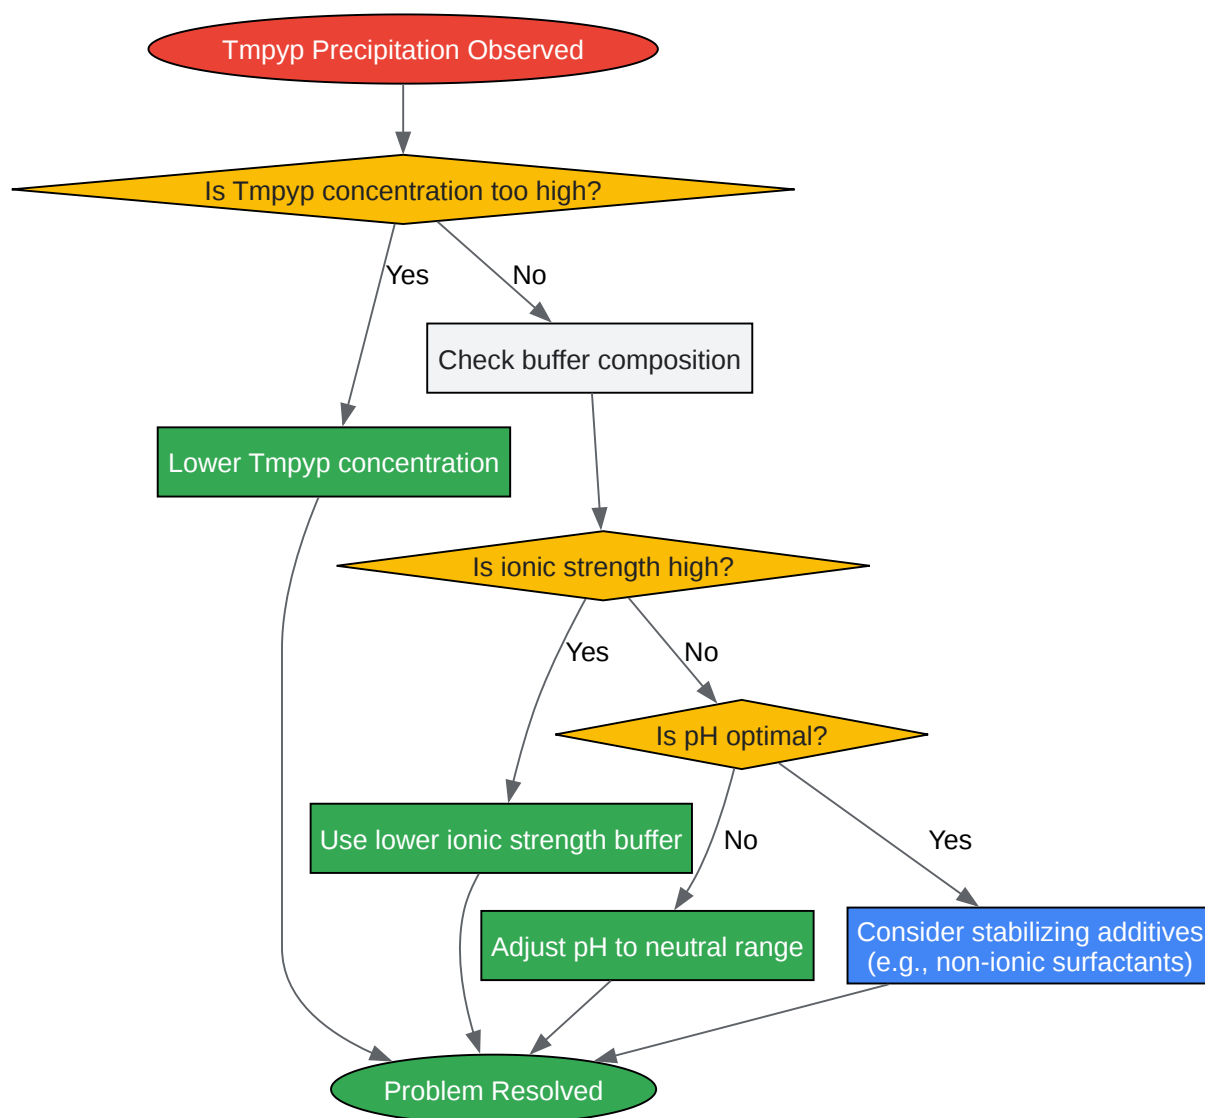 Tmpyp Precipitation Observed
Is Tmpyp concentration too high?
Yes
No
Check buffer composition
Lower Tmpyp concentration
Is ionic strength high?
Yes
No
Is pH optimal?
Use lower ionic strength buffer
No
Yes
Adjust pH to neutral range
Consider stabilizing additives
(e.g., non-ionic surfactants)
Problem Resolved